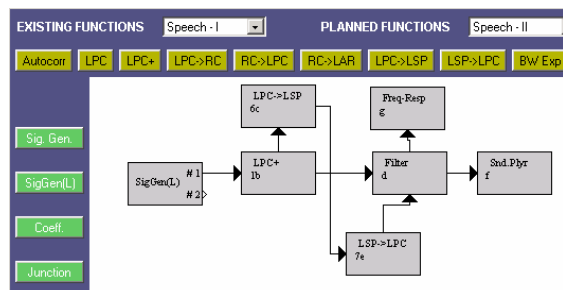 EXISTING FUNCTIONS Speech - I PLANNED FUNCTIONS Speech - II
Autocorr LPC LPC+ LPC->RC RC->LPC RC->LAR LPC->LSP LSP->LPC BW Exp
LPC->LSP
6c
Freq-Resp
g
Sig. Gen.
SigGen(L)
Coeff.
Junction
SigGen(L) # 1
# 2
LPC+
1b
Filter
d
Snd.Plyr
f
LSP->LPC
7e